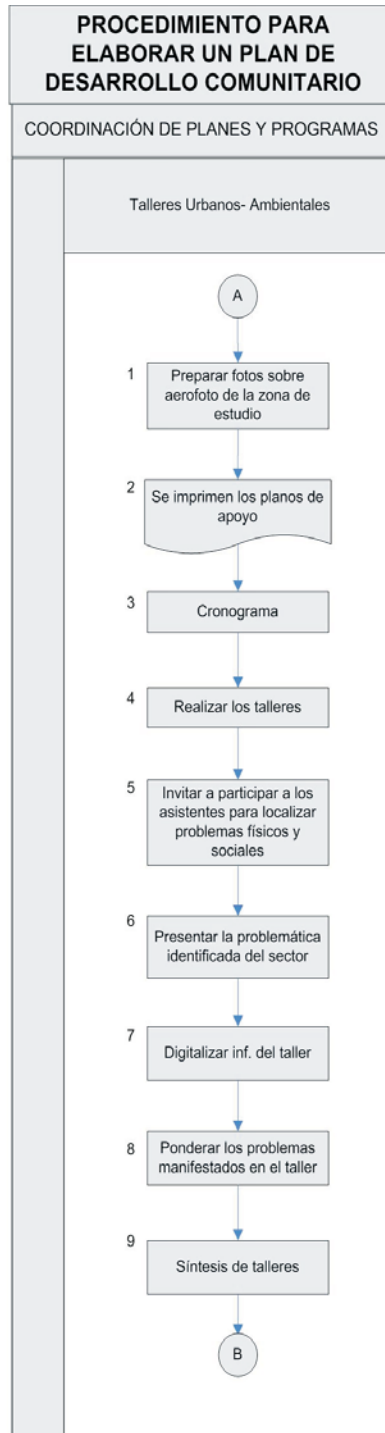 PROCEDIMIENTO PARA
ELABORAR UN PLAN DE
DESARROLLO COMUNITARIO
COORDINACIÓN DE PLANES Y PROGRAMAS
Talleres Urbanos- Ambientales
A
1
Preparar fotos sobre
aerofoto de la zona de
estudio
2
Se imprimen los planos de
apoyo
3
Cronograma
4
Realizar los talleres
5
Invitar a participar a los
asistentes para localizar
problemas físicos y
sociales
6
Presentar la problemática
identificada del sector
7
Digitalizar inf. del taller
8
Ponderar los problemas
manifestados en el taller
9
Síntesis de talleres
B